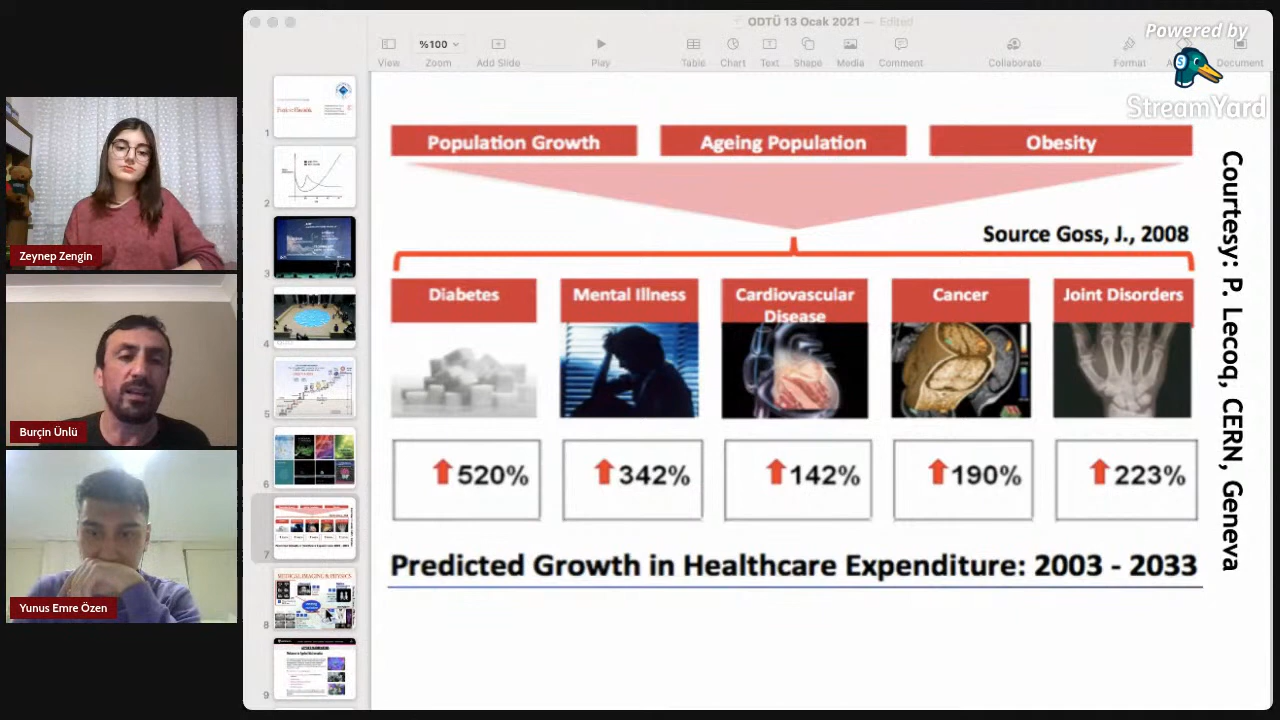 ODTÜ 13 Ocak 2021 — Edited
%100
View
Zoom
Add Slide
Play
Table
Chart
Text
Shape
Media
Comment
Collaborate
Format
Document
Powered by
StreamYard
Zeynep Zengin
Burçin Ünlü
Yunus Emre Özen
1
2
3
4
5
6
7
8
9
Population Growth
Ageing Population
Obesity
Source Goss, J., 2008
Diabetes
Mental Illness
Cardiovascular
Disease
Cancer
Joint Disorders
520%
342%
142%
190%
223%
Predicted Growth in Healthcare Expenditure: 2003 - 2033
Courtesy: P. Lecoq, CERN, Geneva